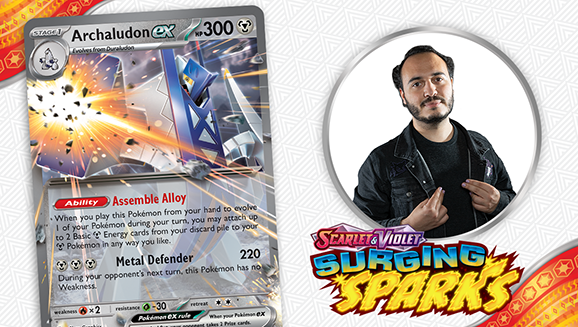 STAGE 1
Archaludon ex HP 300
Evolves from Duraludon
Ability Assemble Alloy
When you play this Pokémon from your hand to evolve
1 of your Pokémon during your turn, you may attach up
to 2 Basic Energy cards from your discard pile to your
Pokémon in any way you like.
Metal Defender 220
During your opponent's next turn, this Pokémon has no
Weakness.
weakness ×2 resistance -30 retreat
Pokémon ex rule When your Pokémon ex
takes 2 Prize cards.
SCARLET & VIOLET
SURGING
SPARKS